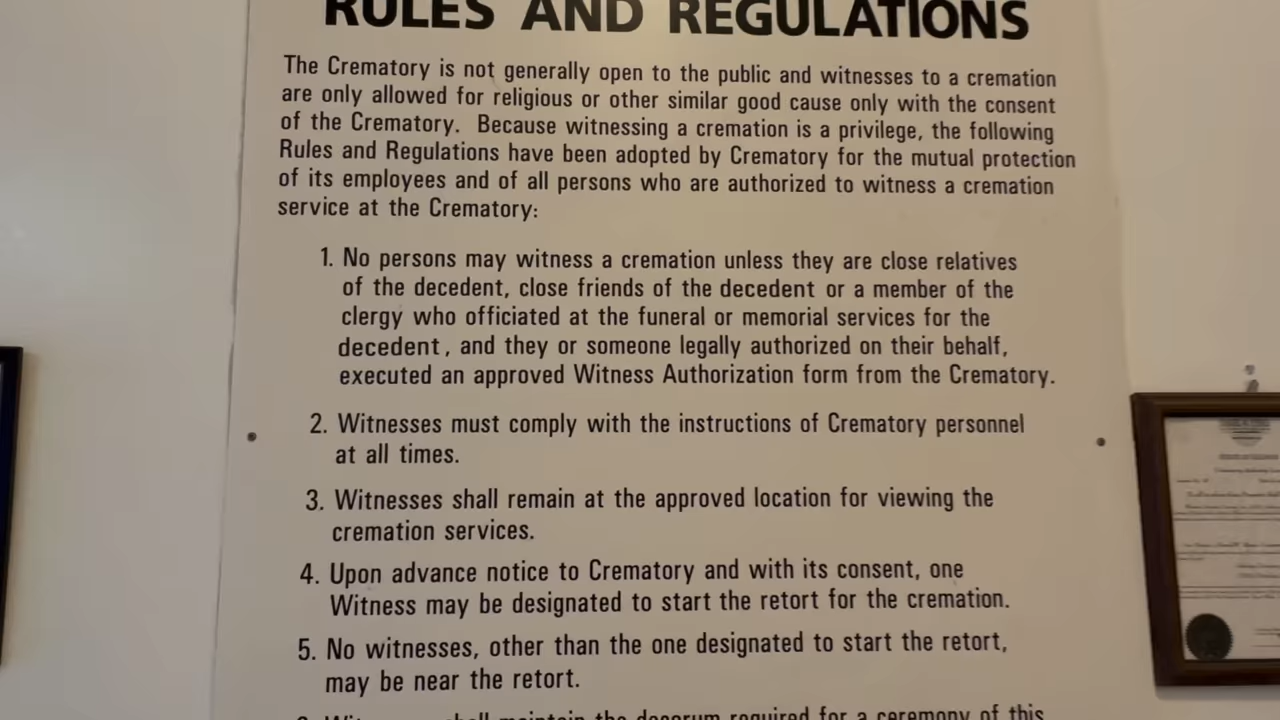 RULES AND REGULATIONS
The Crematory is not generally open to the public and witnesses to a cremation
are only allowed for religious or other similar good cause only with the consent
of the Crematory. Because witnessing a cremation is a privilege, the following
Rules and Regulations have been adopted by Crematory for the mutual protection
of its employees and of all persons who are authorized to witness a cremation
service at the Crematory:
1. No persons may witness a cremation unless they are close relatives
of the decedent, close friends of the decedent or a member of the
clergy who officiated at the funeral or memorial services for the
decedent, and they or someone legally authorized on their behalf,
executed an approved Witness Authorization form from the Crematory.
2. Witnesses must comply with the instructions of Crematory personnel
at all times.
3. Witnesses shall remain at the approved location for viewing the
cremation services.
4. Upon advance notice to Crematory and with its consent, one
Witness may be designated to start the retort for the cremation.
5. No witnesses, other than the one designated to start the retort,
may be near the retort.
shall maintain the decorum required for a ceremony of this